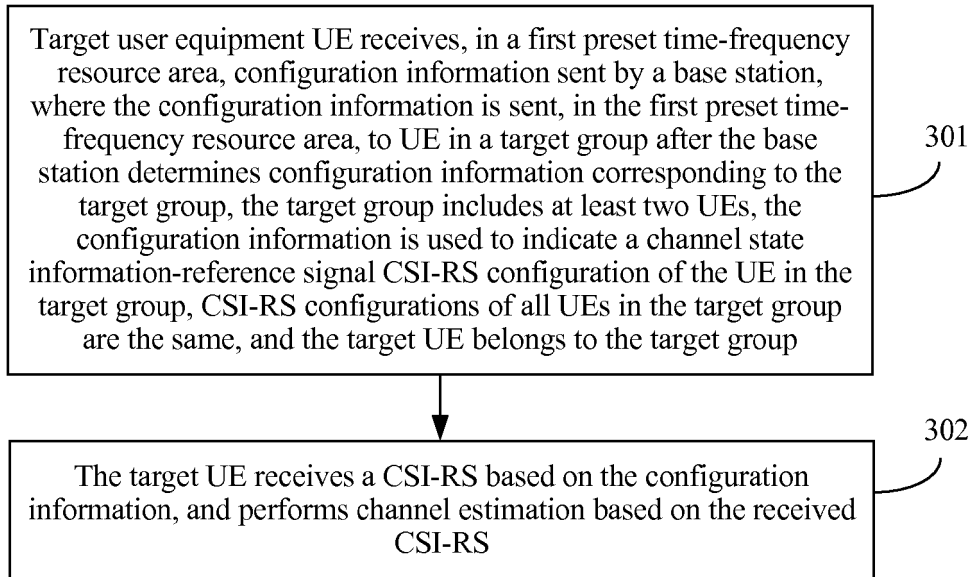 Target user equipment UE receives, in a first preset time-frequency
resource area, configuration information sent by a base station,
where the configuration information is sent, in the first preset time-
frequency resource area, to UE in a target group after the base
station determines configuration information corresponding to the
target group, the target group includes at least two UEs, the
configuration information is used to indicate a channel state
information-reference signal CSI-RS configuration of the UE in the
target group, CSI-RS configurations of all UEs in the target group
are the same, and the target UE belongs to the target group
301
The target UE receives a CSI-RS based on the configuration
information, and performs channel estimation based on the received
CSI-RS
302